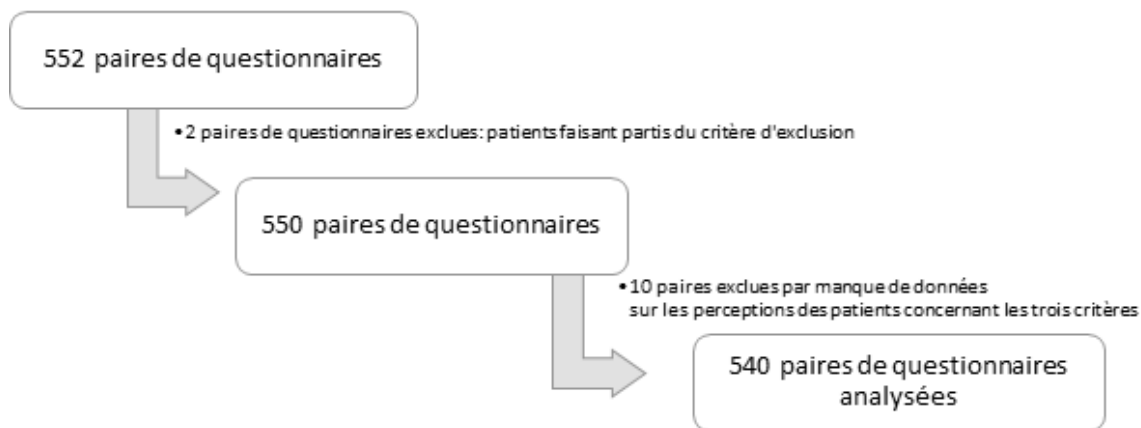 552 paires de questionnaires
•2 paires de questionnaires exclues: patients faisant partis du critère d'exclusion
550 paires de questionnaires
•10 paires exclues par manque de données
sur les perceptions des patients concernant les trois critères
540 paires de questionnaires
analysées